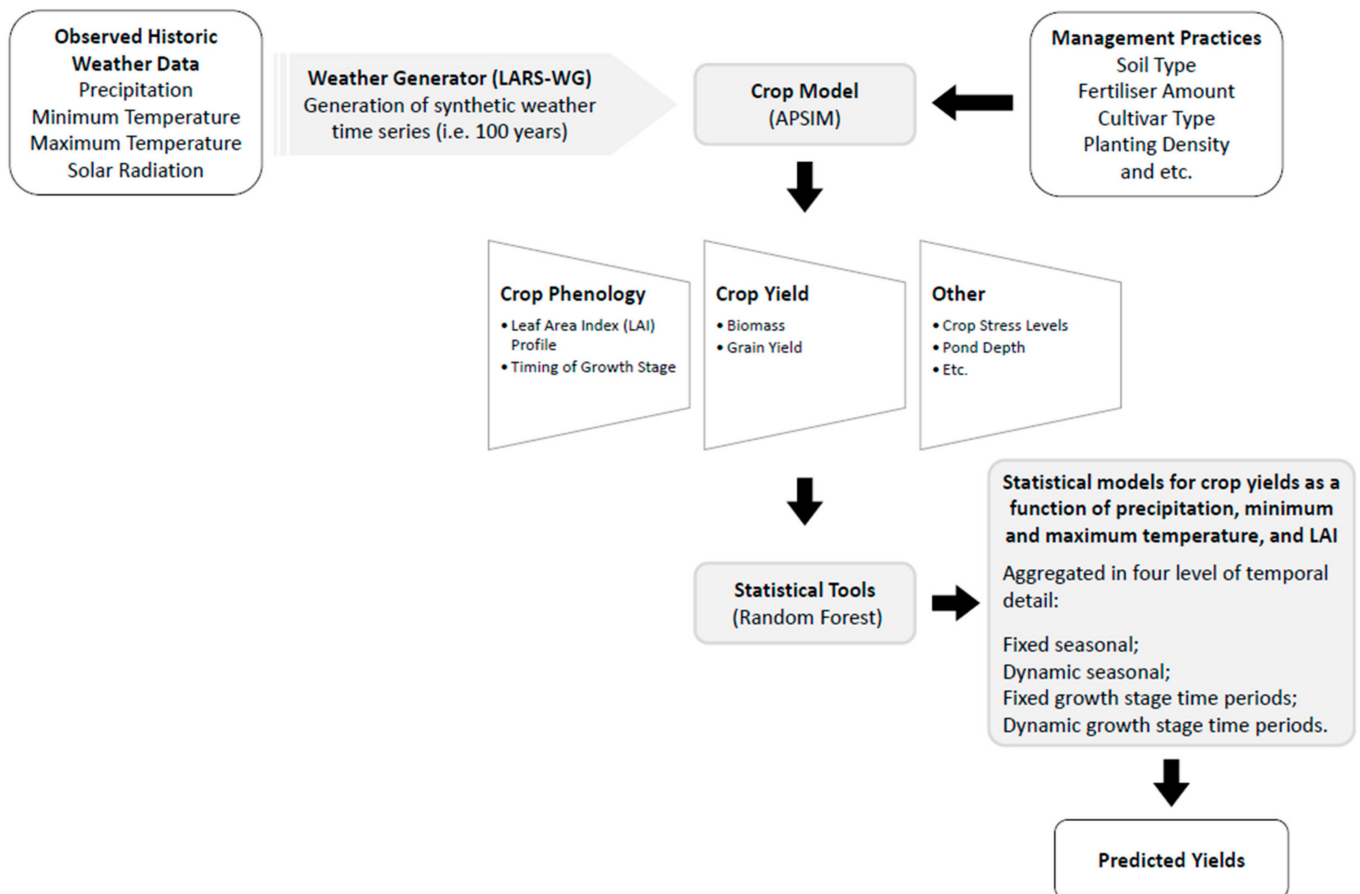 Observed Historic
Weather Data
Precipitation
Minimum Temperature
Maximum Temperature
Solar Radiation
Weather Generator (LARS-WG)
Generation of synthetic weather
time series (i.e. 100 years)
Crop Model
(APSIM)
Management Practices
Soil Type
Fertiliser Amount
Cultivar Type
Planting Density
and etc.
Crop Phenology
• Leaf Area Index (LAI)
Profile
• Timing of Growth Stage
Crop Yield
• Biomass
• Grain Yield
Other
• Crop Stress Levels
• Pond Depth
• Etc.
Statistical Tools
(Random Forest)
Statistical models for crop yields as a
function of precipitation, minimum
and maximum temperature, and LAI
Aggregated in four level of temporal
detail:
Fixed seasonal;
Dynamic seasonal;
Fixed growth stage time periods;
Dynamic growth stage time periods.
Predicted Yields